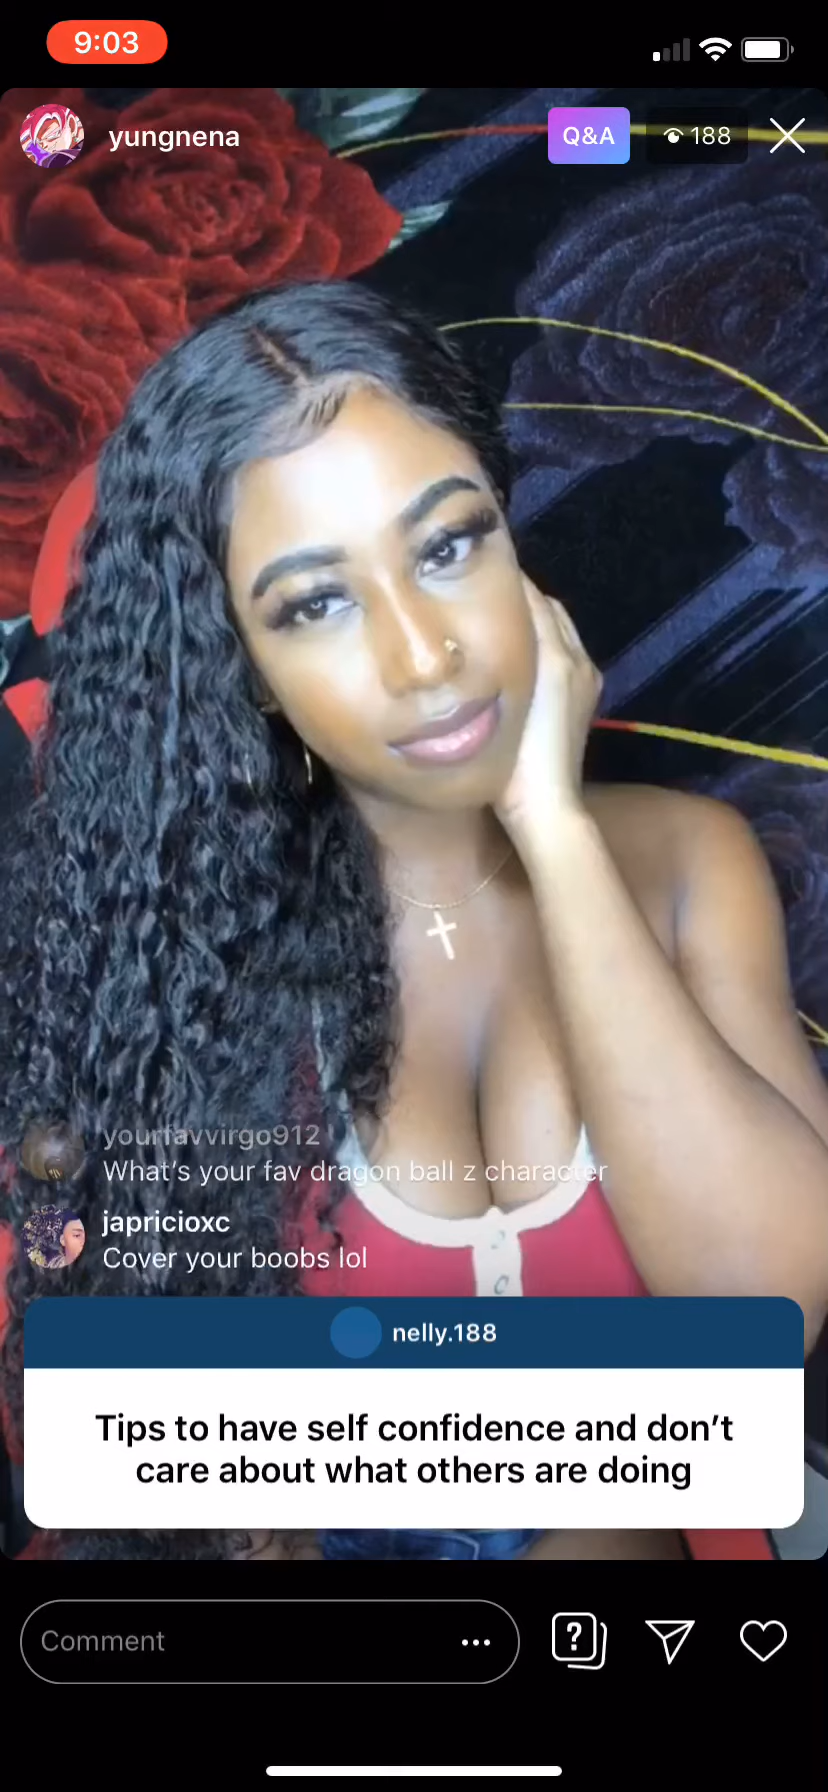 9:03
yungnena
Q&A
188
yourfavvirgo912
What's your fav dragon ball z character
japricioxc
Cover your boobs lol
nelly.188
Tips to have self confidence and don't
care about what others are doing
Comment